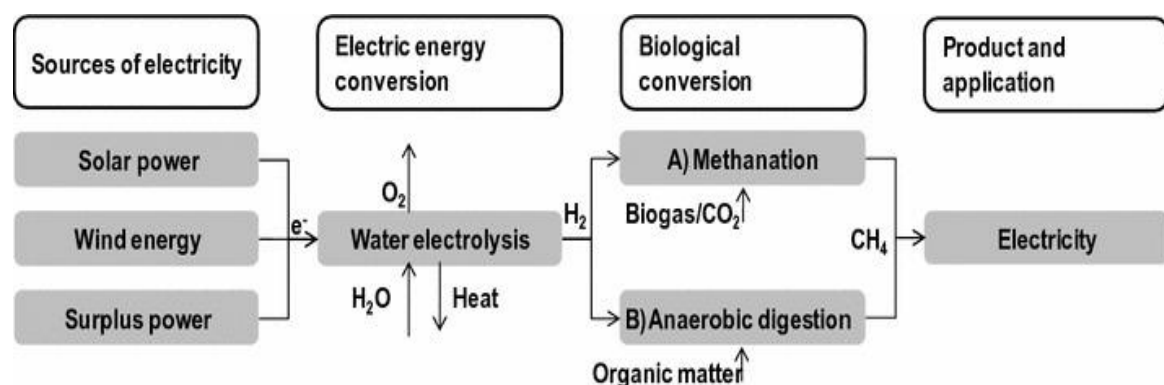 Sources of electricity
Electric energy
conversion
Biological
conversion
Product and
application
Solar power
Wind energy
Surplus power
e-
O₂
Water electrolysis
H₂O
Heat
H₂
A) Methanation
Biogas/CO₂
B) Anaerobic digestion
Organic matter
CH₄
Electricity